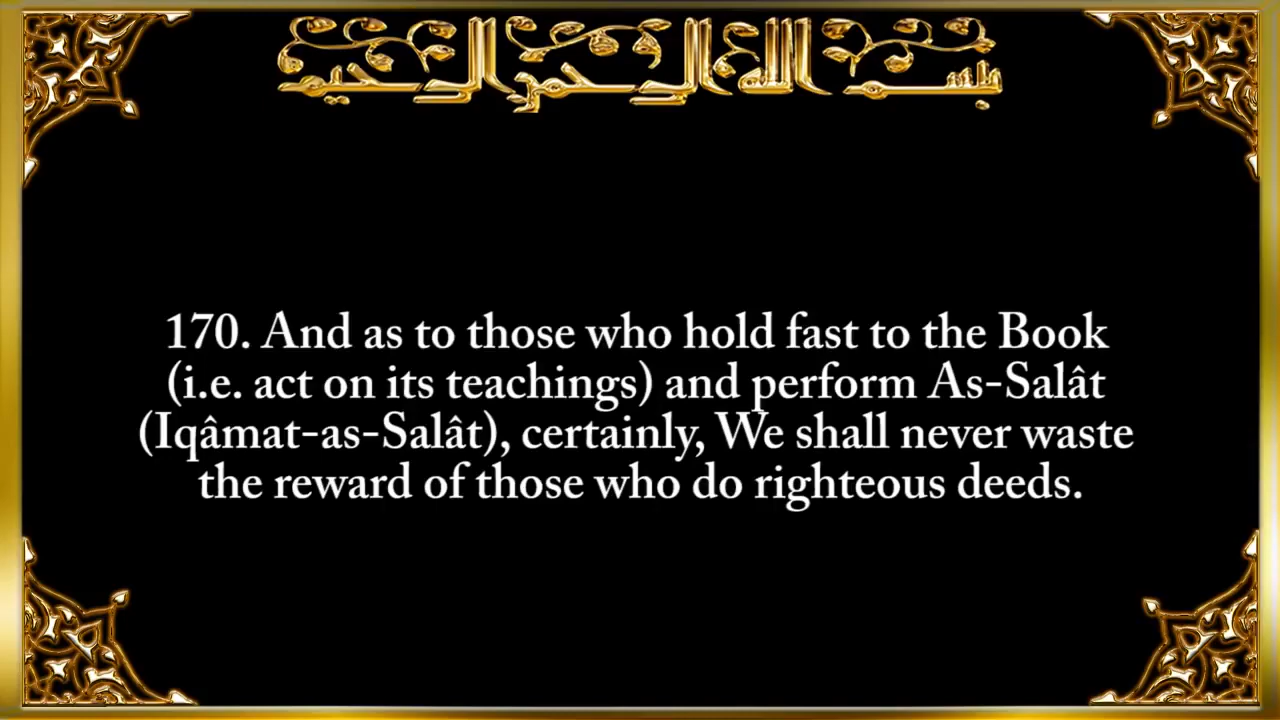 بسم الله الرحمن الرحيم
170. And as to those who hold fast to the Book
(i.e. act on its teachings) and perform As-Salât
(Iqâmat-as-Salât), certainly, We shall never waste
the reward of those who do righteous deeds.